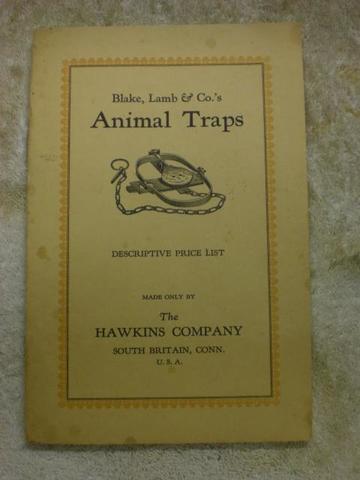 Blake, Lamb & Co.'s
Animal Traps
DESCRIPTIVE PRICE LIST
MADE ONLY BY
The
HAWKINS COMPANY
SOUTH BRITAIN, CONN.
U. S. A.